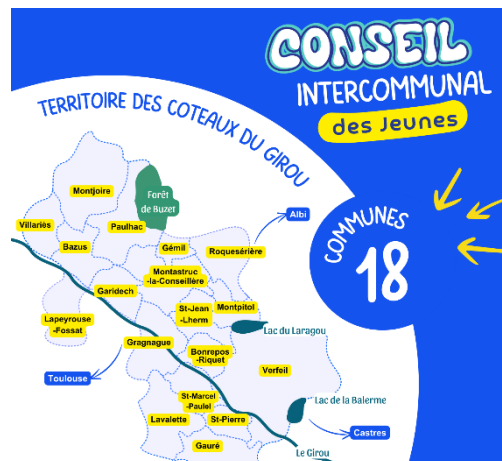 CONSEIL
INTERCOMMUNAL
des Jeunes
TERRITOIRE DES COTEAUX DU GIROU
COMMUNES
18
Montjoire
Forêt
de Buzet
Villariès
Paulhac
Albi
Bazus
Gémil
Roquesérière
Montastruc
-la-Conseillère
Garidech
Lapeyrouse
-Fossat
St-Jean
-Lherm
Montpitol
Lac du Laragou
Gragnague
Bonrepos
-Riquet
Verfeil
Toulouse
St-Marcel
-Paulel
Lac de la Balerme
Lavalette
St-Pierre
Castres
Gauré
Le Girou